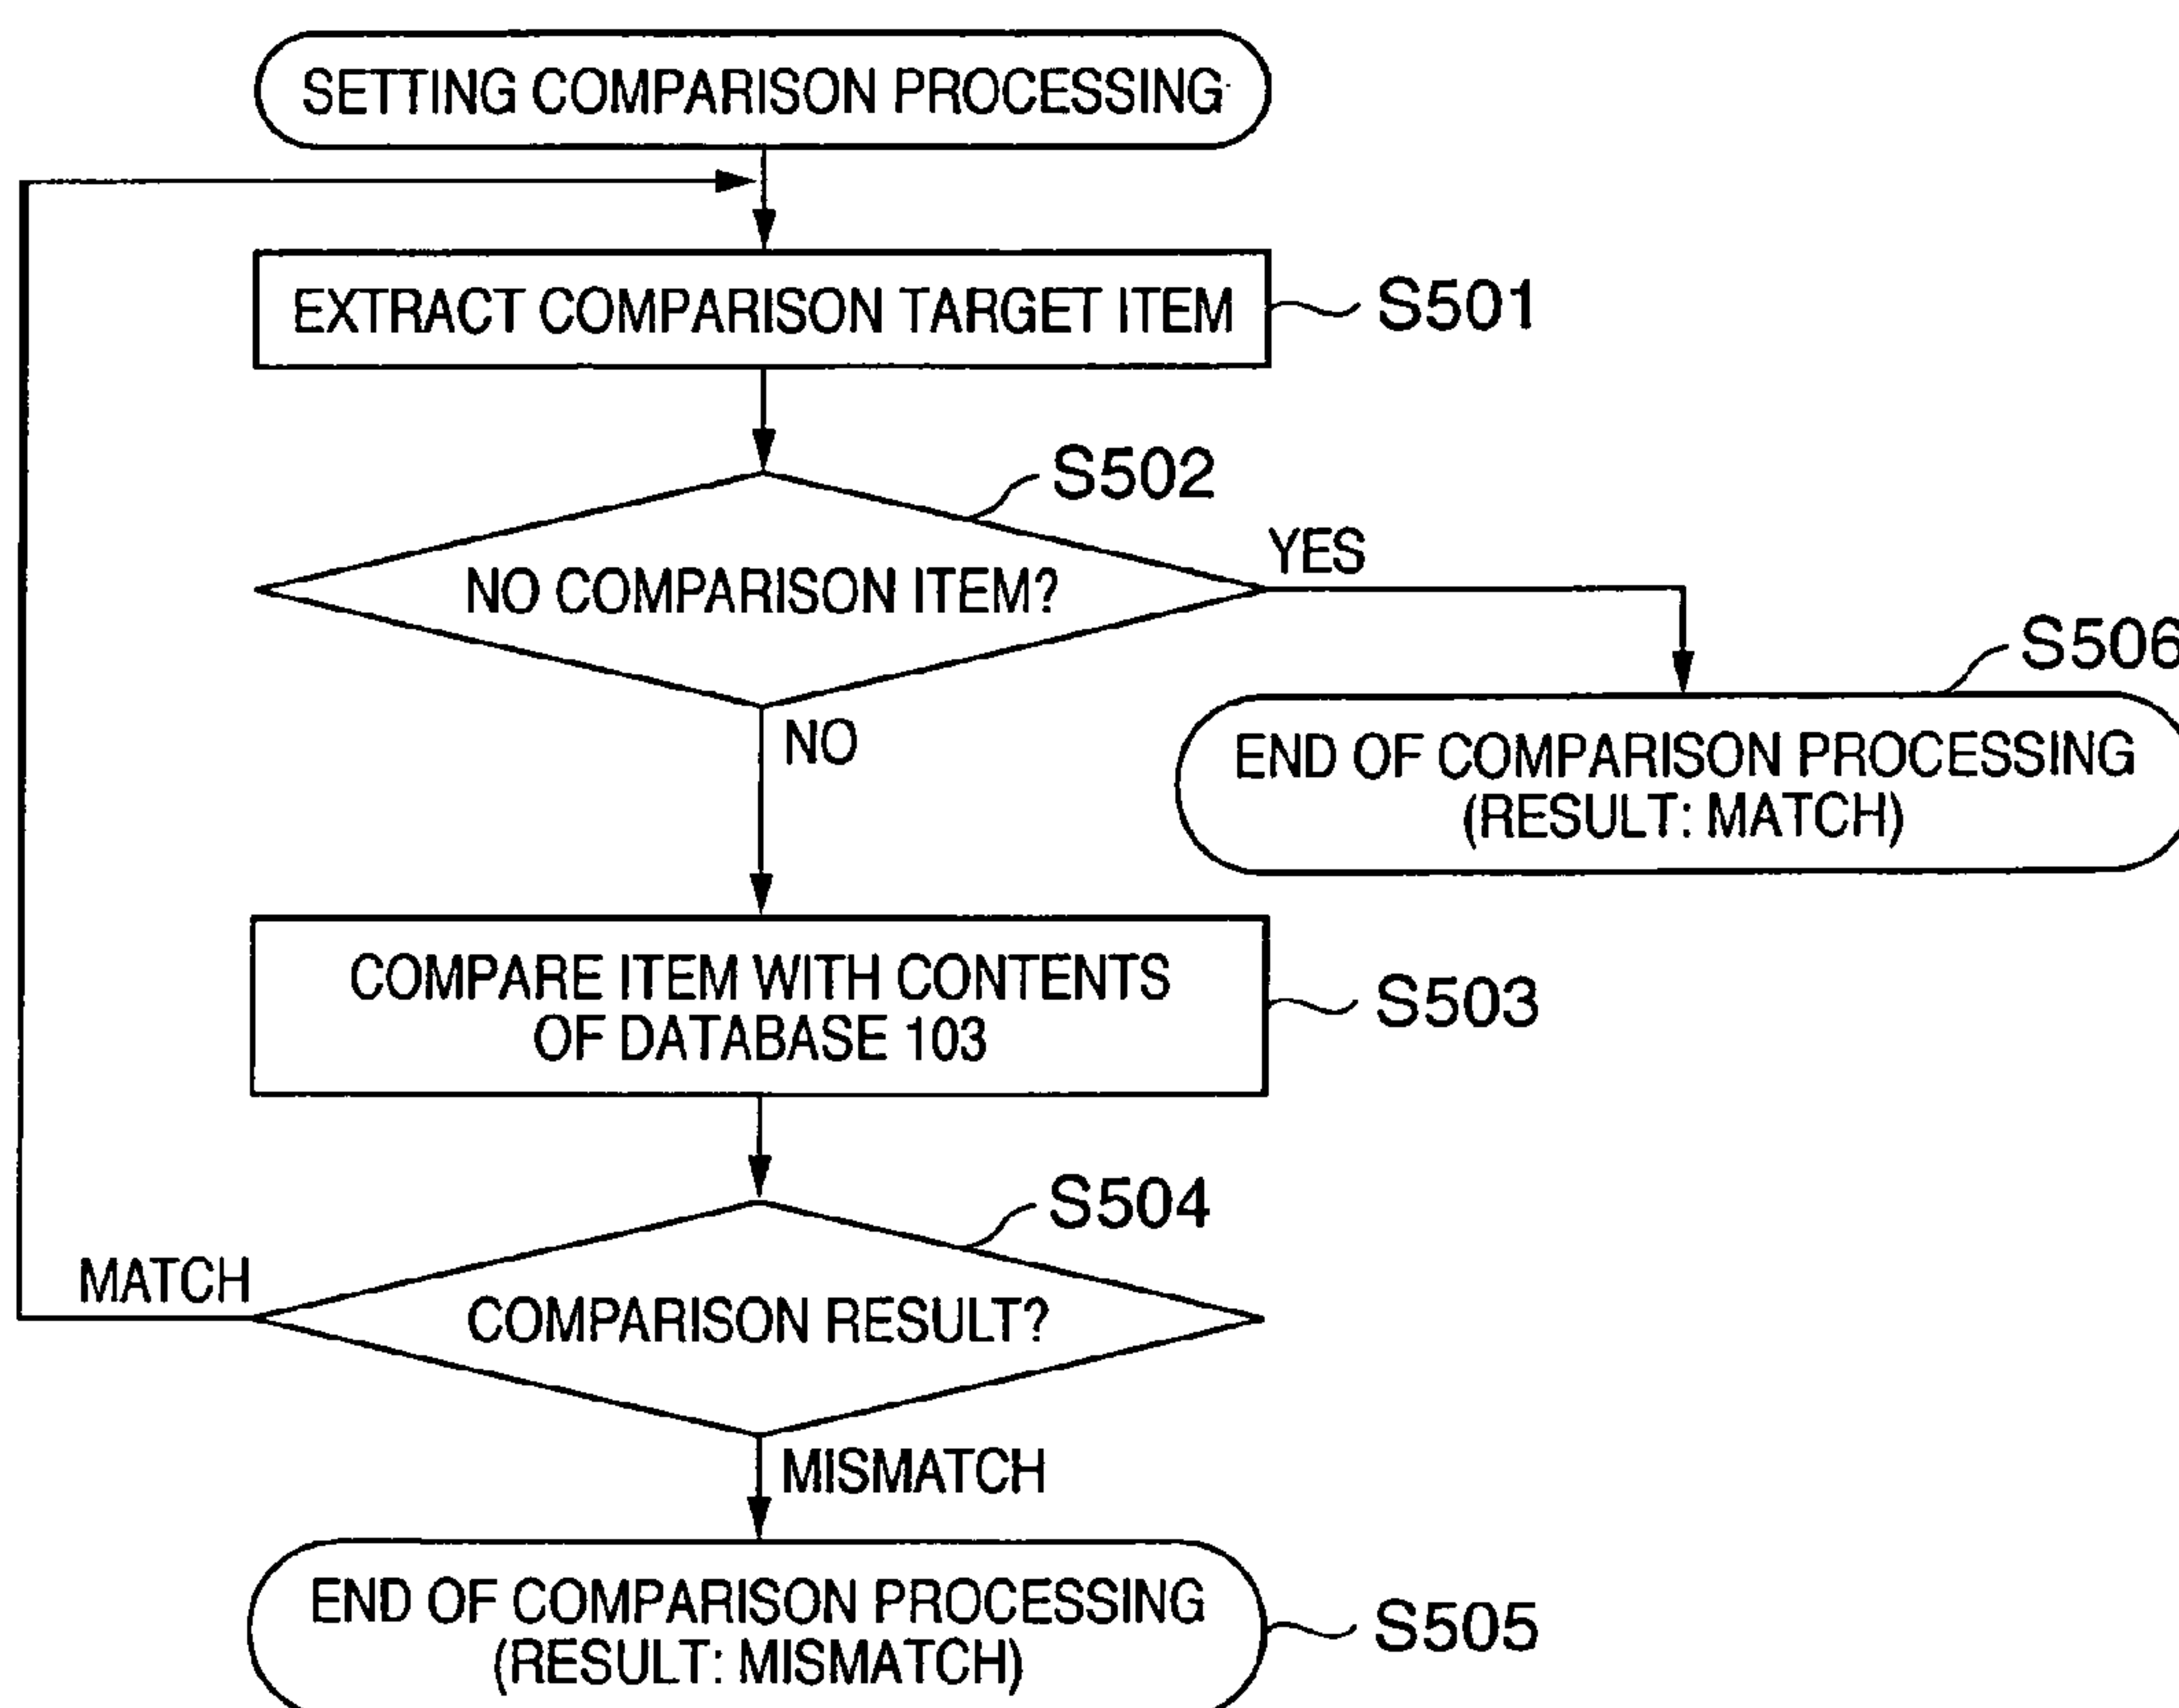 SETTING COMPARISON PROCESSING
EXTRACT COMPARISON TARGET ITEM
S501
S502
NO COMPARISON ITEM?
YES
S506
NO
END OF COMPARISON PROCESSING
(RESULT: MATCH)
COMPARE ITEM WITH CONTENTS
OF DATABASE 103
S503
S504
MATCH
COMPARISON RESULT?
MISMATCH
END OF COMPARISON PROCESSING
(RESULT: MISMATCH)
S505